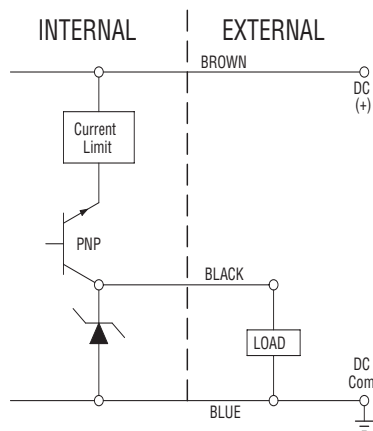 INTERNAL
EXTERNAL
BROWN
DC
(+)
Current
Limit
PNP
BLACK
LOAD
DC
Com
BLUE